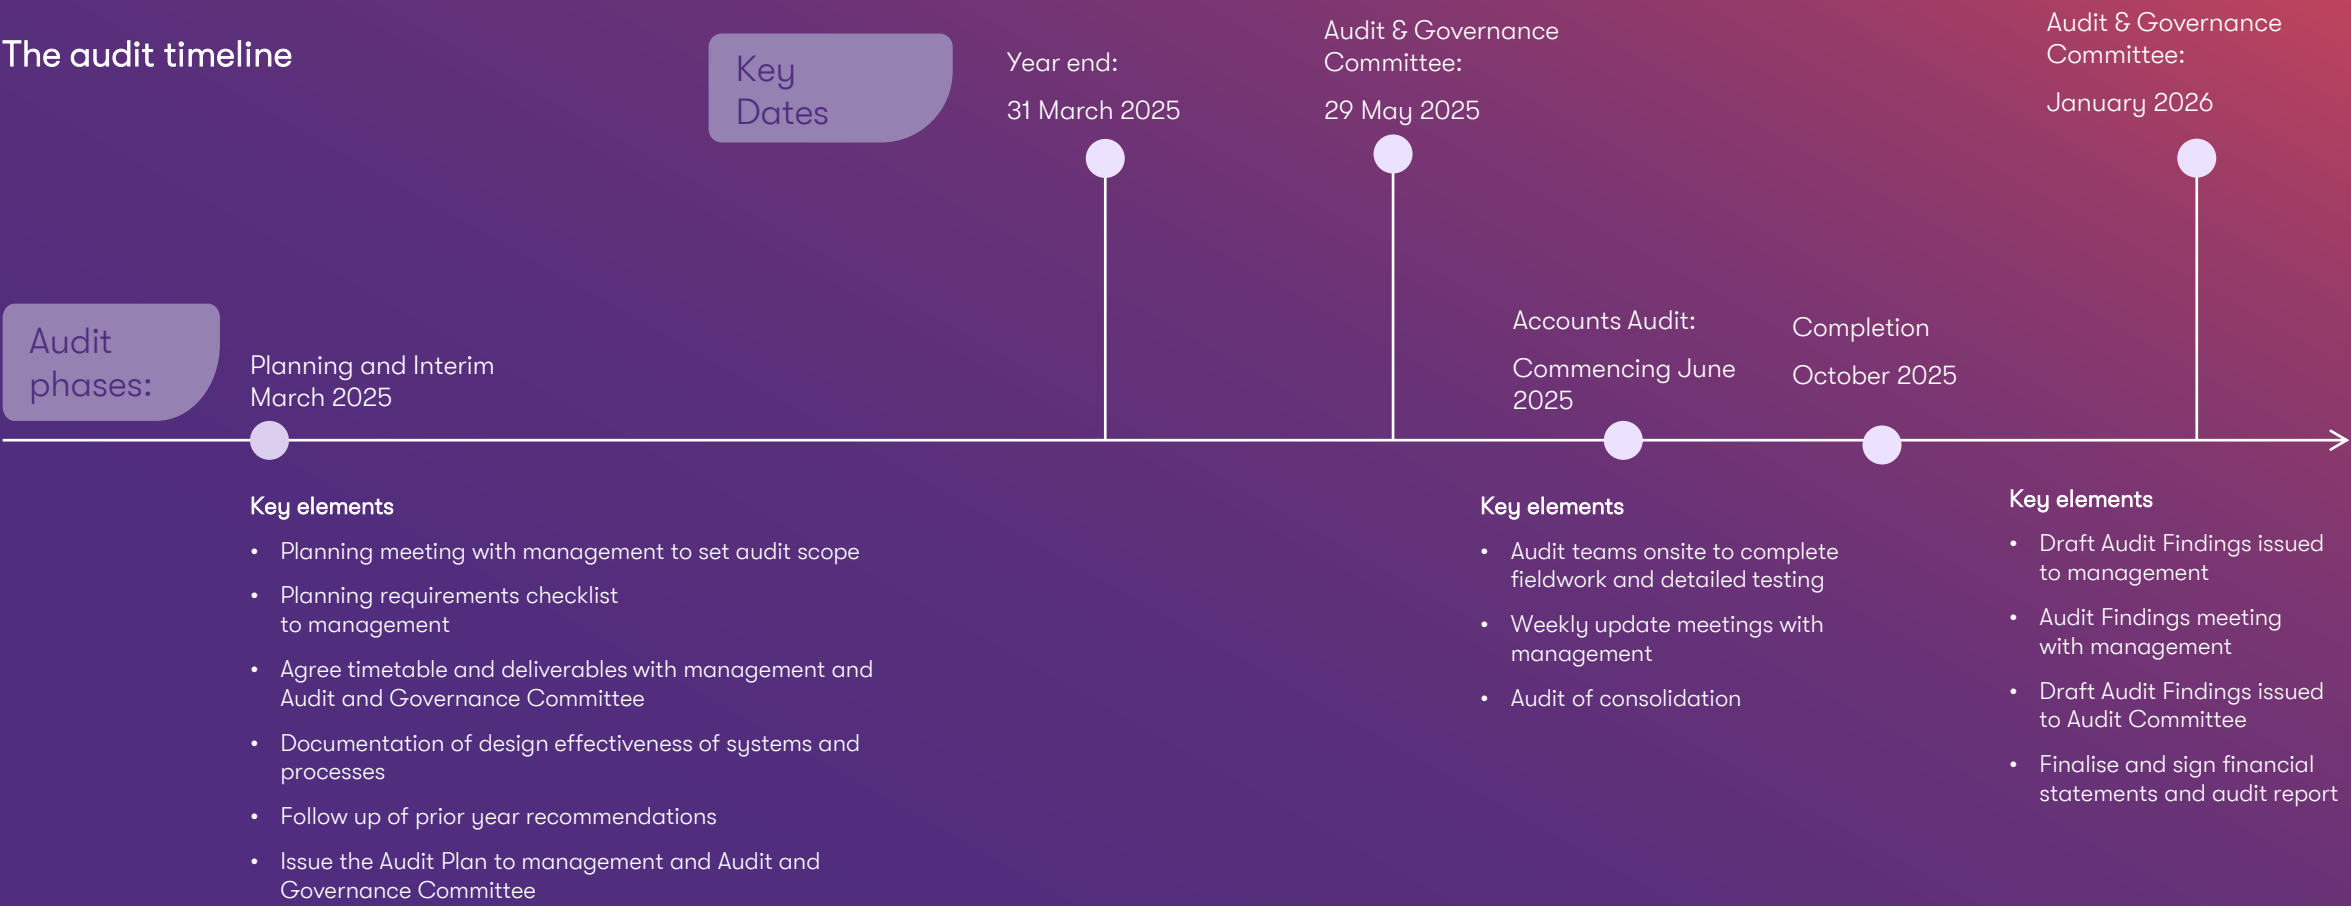 The audit timeline
Key
Dates
Year end:
31 March 2025
Audit & Governance
Committee:
29 May 2025
Audit & Governance
Committee:
January 2026
Audit
phases:
Planning and Interim
March 2025
Accounts Audit:
Commencing June
2025
Completion
October 2025
Key elements
• Planning meeting with management to set audit scope
• Planning requirements checklist
to management
• Agree timetable and deliverables with management and
Audit and Governance Committee
• Documentation of design effectiveness of systems and
processes
• Follow up of prior year recommendations
• Issue the Audit Plan to management and Audit and
Governance Committee
Key elements
• Audit teams onsite to complete
fieldwork and detailed testing
• Weekly update meetings with
management
• Audit of consolidation
Key elements
• Draft Audit Findings issued
to management
• Audit Findings meeting
with management
• Draft Audit Findings issued
to Audit Committee
• Finalise and sign financial
statements and audit report